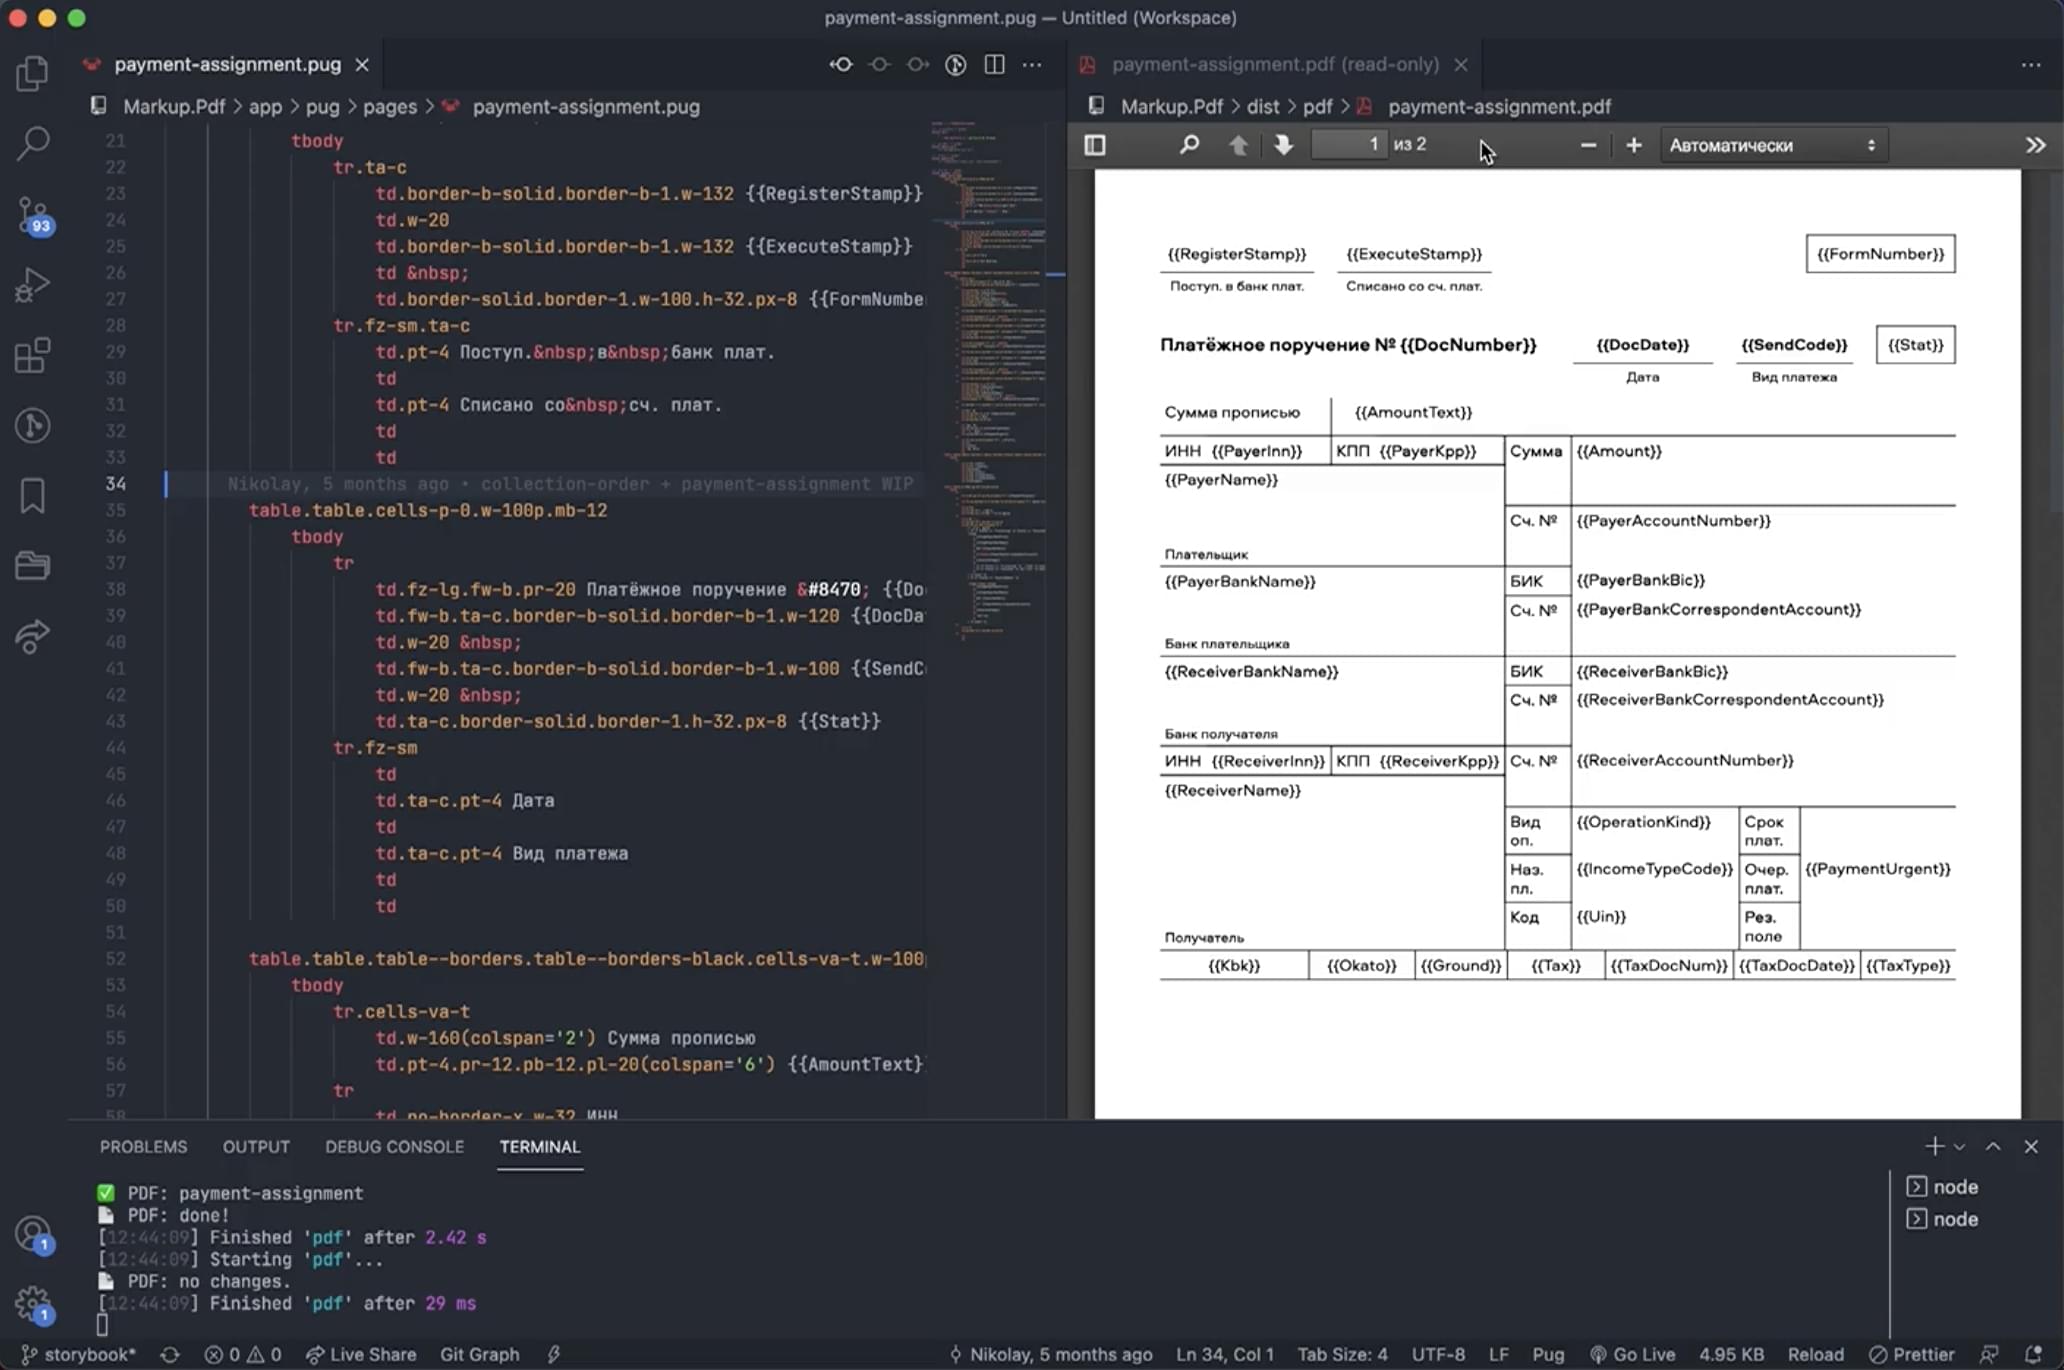 payment-assignment.pug — Untitled (Workspace)
payment-assignment.pug
Markup.Pdf > app > pug > pages > payment-assignment.pug
21 tbody
22 tr.ta-c
23 td.border-b-solid.border-b-1.w-132 {{RegisterStamp}}
24 td.w-20
25 td.border-b-solid.border-b-1.w-132 {{ExecuteStamp}}
26 td &nbsp;
27 td.border-solid.border-1.w-100.h-32.px-8 {{FormNumbe
28 tr.fz-sm.ta-c
29 td.pt-4 Поступ.&nbsp;в&nbsp;банк плат.
30 td
31 td.pt-4 Списано со&nbsp;сч. плат.
32 td
33 td
34 Nikolay, 5 months ago • collection-order + payment-assignment WIP
35 table.table.cells-p-0.w-100p.mb-12
36 tbody
37 tr
38 td.fz-lg.fw-b.pr-20 Платёжное поручение &#8470; {{Do
39 td.fw-b.ta-c.border-b-solid.border-b-1.w-120 {{DocDa
40 td.w-20 &nbsp;
41 td.fw-b.ta-c.border-b-solid.border-b-1.w-100 {{SendC
42 td.w-20 &nbsp;
43 td.ta-c.border-solid.border-1.h-32.px-8 {{Stat}}
44 tr.fz-sm
45 td
46 td.ta-c.pt-4 Дата
47 td
48 td.ta-c.pt-4 Вид платежа
49 td
50 td
51
52 table.table.table--borders.table--borders-black.cells-va-t.w-100
53 tbody
54 tr.cells-va-t
55 td.w-160(colspan='2') Сумма прописью
56 td.pt-4.pr-12.pb-12.pl-20(colspan='6') {{AmountText}
57 tr
58 td.no-border-x.w-32 ИНН
payment-assignment.pdf (read-only)
Markup.Pdf > dist > pdf > payment-assignment.pdf
1 из 2
Автоматически
{{RegisterStamp}} {{ExecuteStamp}} {{FormNumber}}
Поступ. в банк плат. Списано со сч. плат.
Платёжное поручение № {{DocNumber}} {{DocDate}} {{SendCode}} {{Stat}}
Дата Вид платежа
Сумма прописью {{AmountText}}
ИНН {{PayerInn}} КПП {{PayerKpp}} Сумма {{Amount}}
{{PayerName}}
Сч. № {{PayerAccountNumber}}
Плательщик
{{PayerBankName}} БИК {{PayerBankBic}}
Сч. № {{PayerBankCorrespondentAccount}}
Банк плательщика
{{ReceiverBankName}} БИК {{ReceiverBankBic}}
Сч. № {{ReceiverBankCorrespondentAccount}}
Банк получателя
ИНН {{ReceiverInn}} КПП {{ReceiverKpp}} Сч. № {{ReceiverAccountNumber}}
{{ReceiverName}}
Вид {{OperationKind}} Срок
оп. плат.
Наз. {{IncomeTypeCode}} Очер. {{PaymentUrgent}}
пл. плат.
Код {{Uin}} Рез.
поле
Получатель
{{Kbk}} {{Okato}} {{Ground}} {{Tax}} {{TaxDocNum}} {{TaxDocDate}} {{TaxType}}
PROBLEMS OUTPUT DEBUG CONSOLE TERMINAL
PDF: payment-assignment
PDF: done!
[12:44:09] Finished 'pdf' after 2.42 s
[12:44:09] Starting 'pdf'...
PDF: no changes.
[12:44:09] Finished 'pdf' after 29 ms
node
node
93
1
1
storybook* 0 0 Live Share Git Graph Nikolay, 5 months ago Ln 34, Col 1 Tab Size: 4 UTF-8 LF Pug Go Live 4.95 KB Reload Prettier